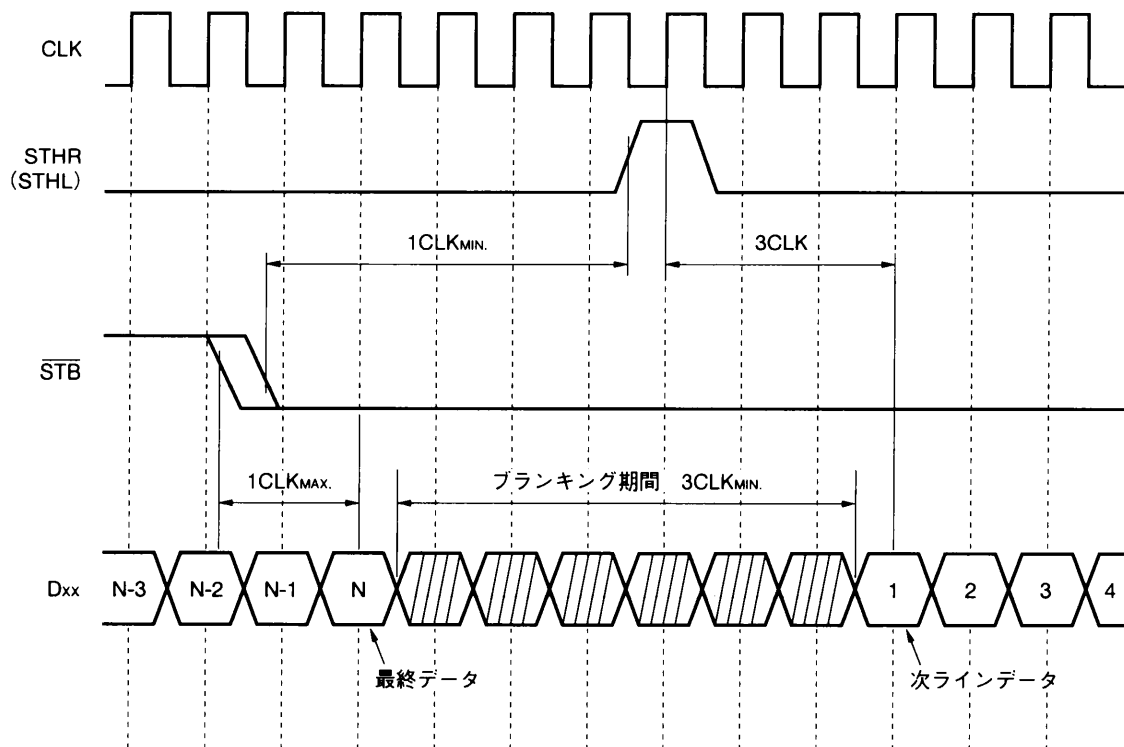 CLK
STHR
(STHL)
1CLKMIN. 3CLK
STB
1CLKMAX. ブランキング期間 3CLKMIN.
Dxx N-3 N-2 N-1 N 1 2 3 4
最終データ 次ラインデータ